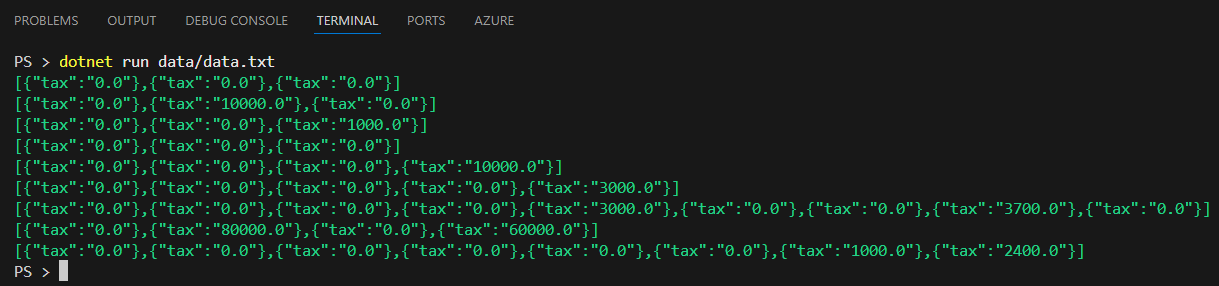 PROBLEMS OUTPUT DEBUG CONSOLE TERMINAL PORTS AZURE
PS > dotnet run data/data.txt
[{"tax":"0.0"},{"tax":"0.0"},{"tax":"0.0"}]
[{"tax":"0.0"},{"tax":"10000.0"},{"tax":"0.0"}]
[{"tax":"0.0"},{"tax":"0.0"},{"tax":"1000.0"}]
[{"tax":"0.0"},{"tax":"0.0"},{"tax":"0.0"}]
[{"tax":"0.0"},{"tax":"0.0"},{"tax":"0.0"},{"tax":"10000.0"}]
[{"tax":"0.0"},{"tax":"0.0"},{"tax":"0.0"},{"tax":"0.0"},{"tax":"3000.0"}]
[{"tax":"0.0"},{"tax":"0.0"},{"tax":"0.0"},{"tax":"0.0"},{"tax":"3000.0"},{"tax":"0.0"},{"tax":"0.0"},{"tax":"3700.0"},{"tax":"0.0"}]
[{"tax":"0.0"},{"tax":"80000.0"},{"tax":"0.0"},{"tax":"60000.0"}]
[{"tax":"0.0"},{"tax":"0.0"},{"tax":"0.0"},{"tax":"0.0"},{"tax":"0.0"},{"tax":"0.0"},{"tax":"1000.0"},{"tax":"2400.0"}]
PS >